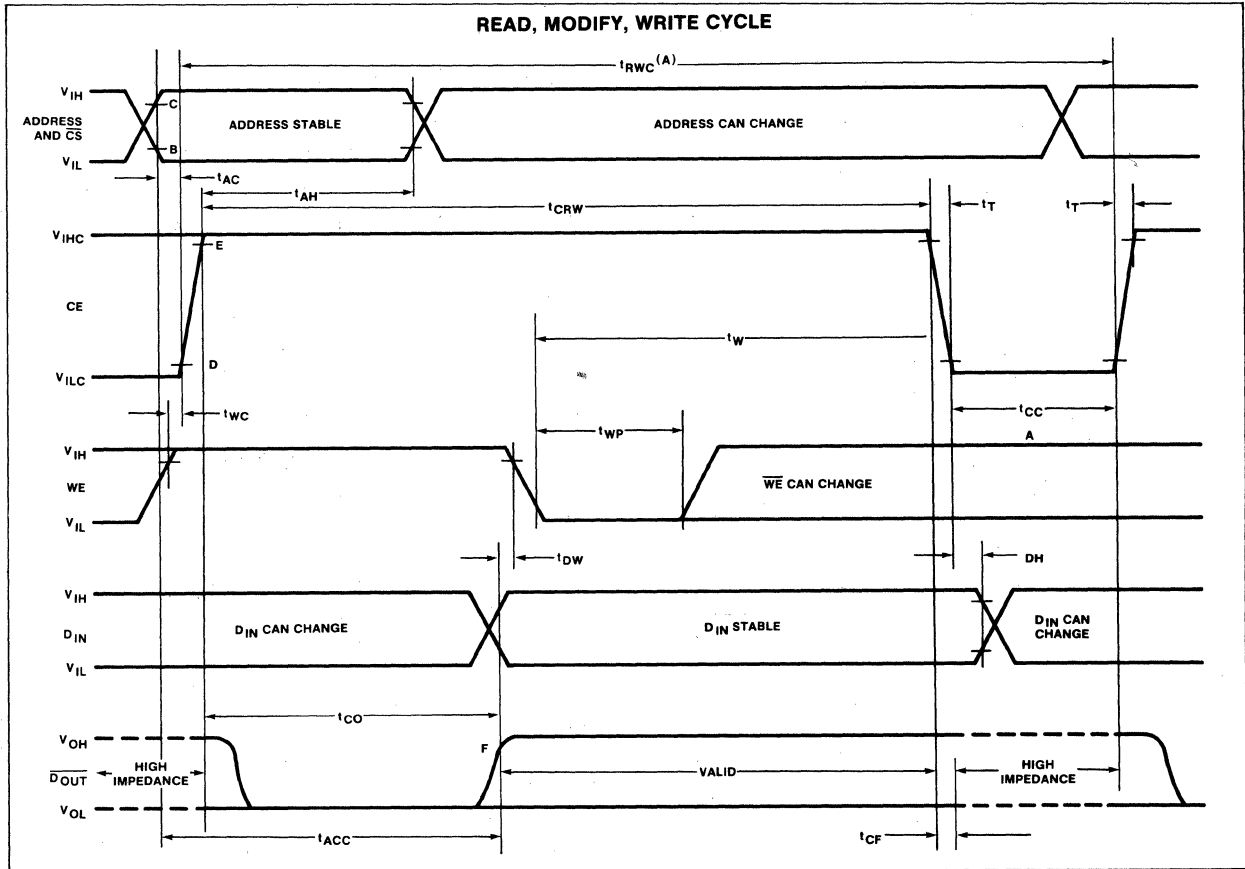 READ, MODIFY, WRITE CYCLE
tRWC(A)
VIH
ADDRESS
AND CS
VIL
C
B
ADDRESS STABLE
ADDRESS CAN CHANGE
tAC
tAH
tCRW
tT
tT
VIHC
E
CE
D
VILC
tW
tWC
tCC
tWP
A
VIH
WE
VIL
WE CAN CHANGE
tDW
DH
VIH
DIN
VIL
DIN CAN CHANGE
DIN STABLE
DIN CAN
CHANGE
tCO
VOH
DOUT
VOL
HIGH
IMPEDANCE
F
VALID
HIGH
IMPEDANCE
tACC
tCF